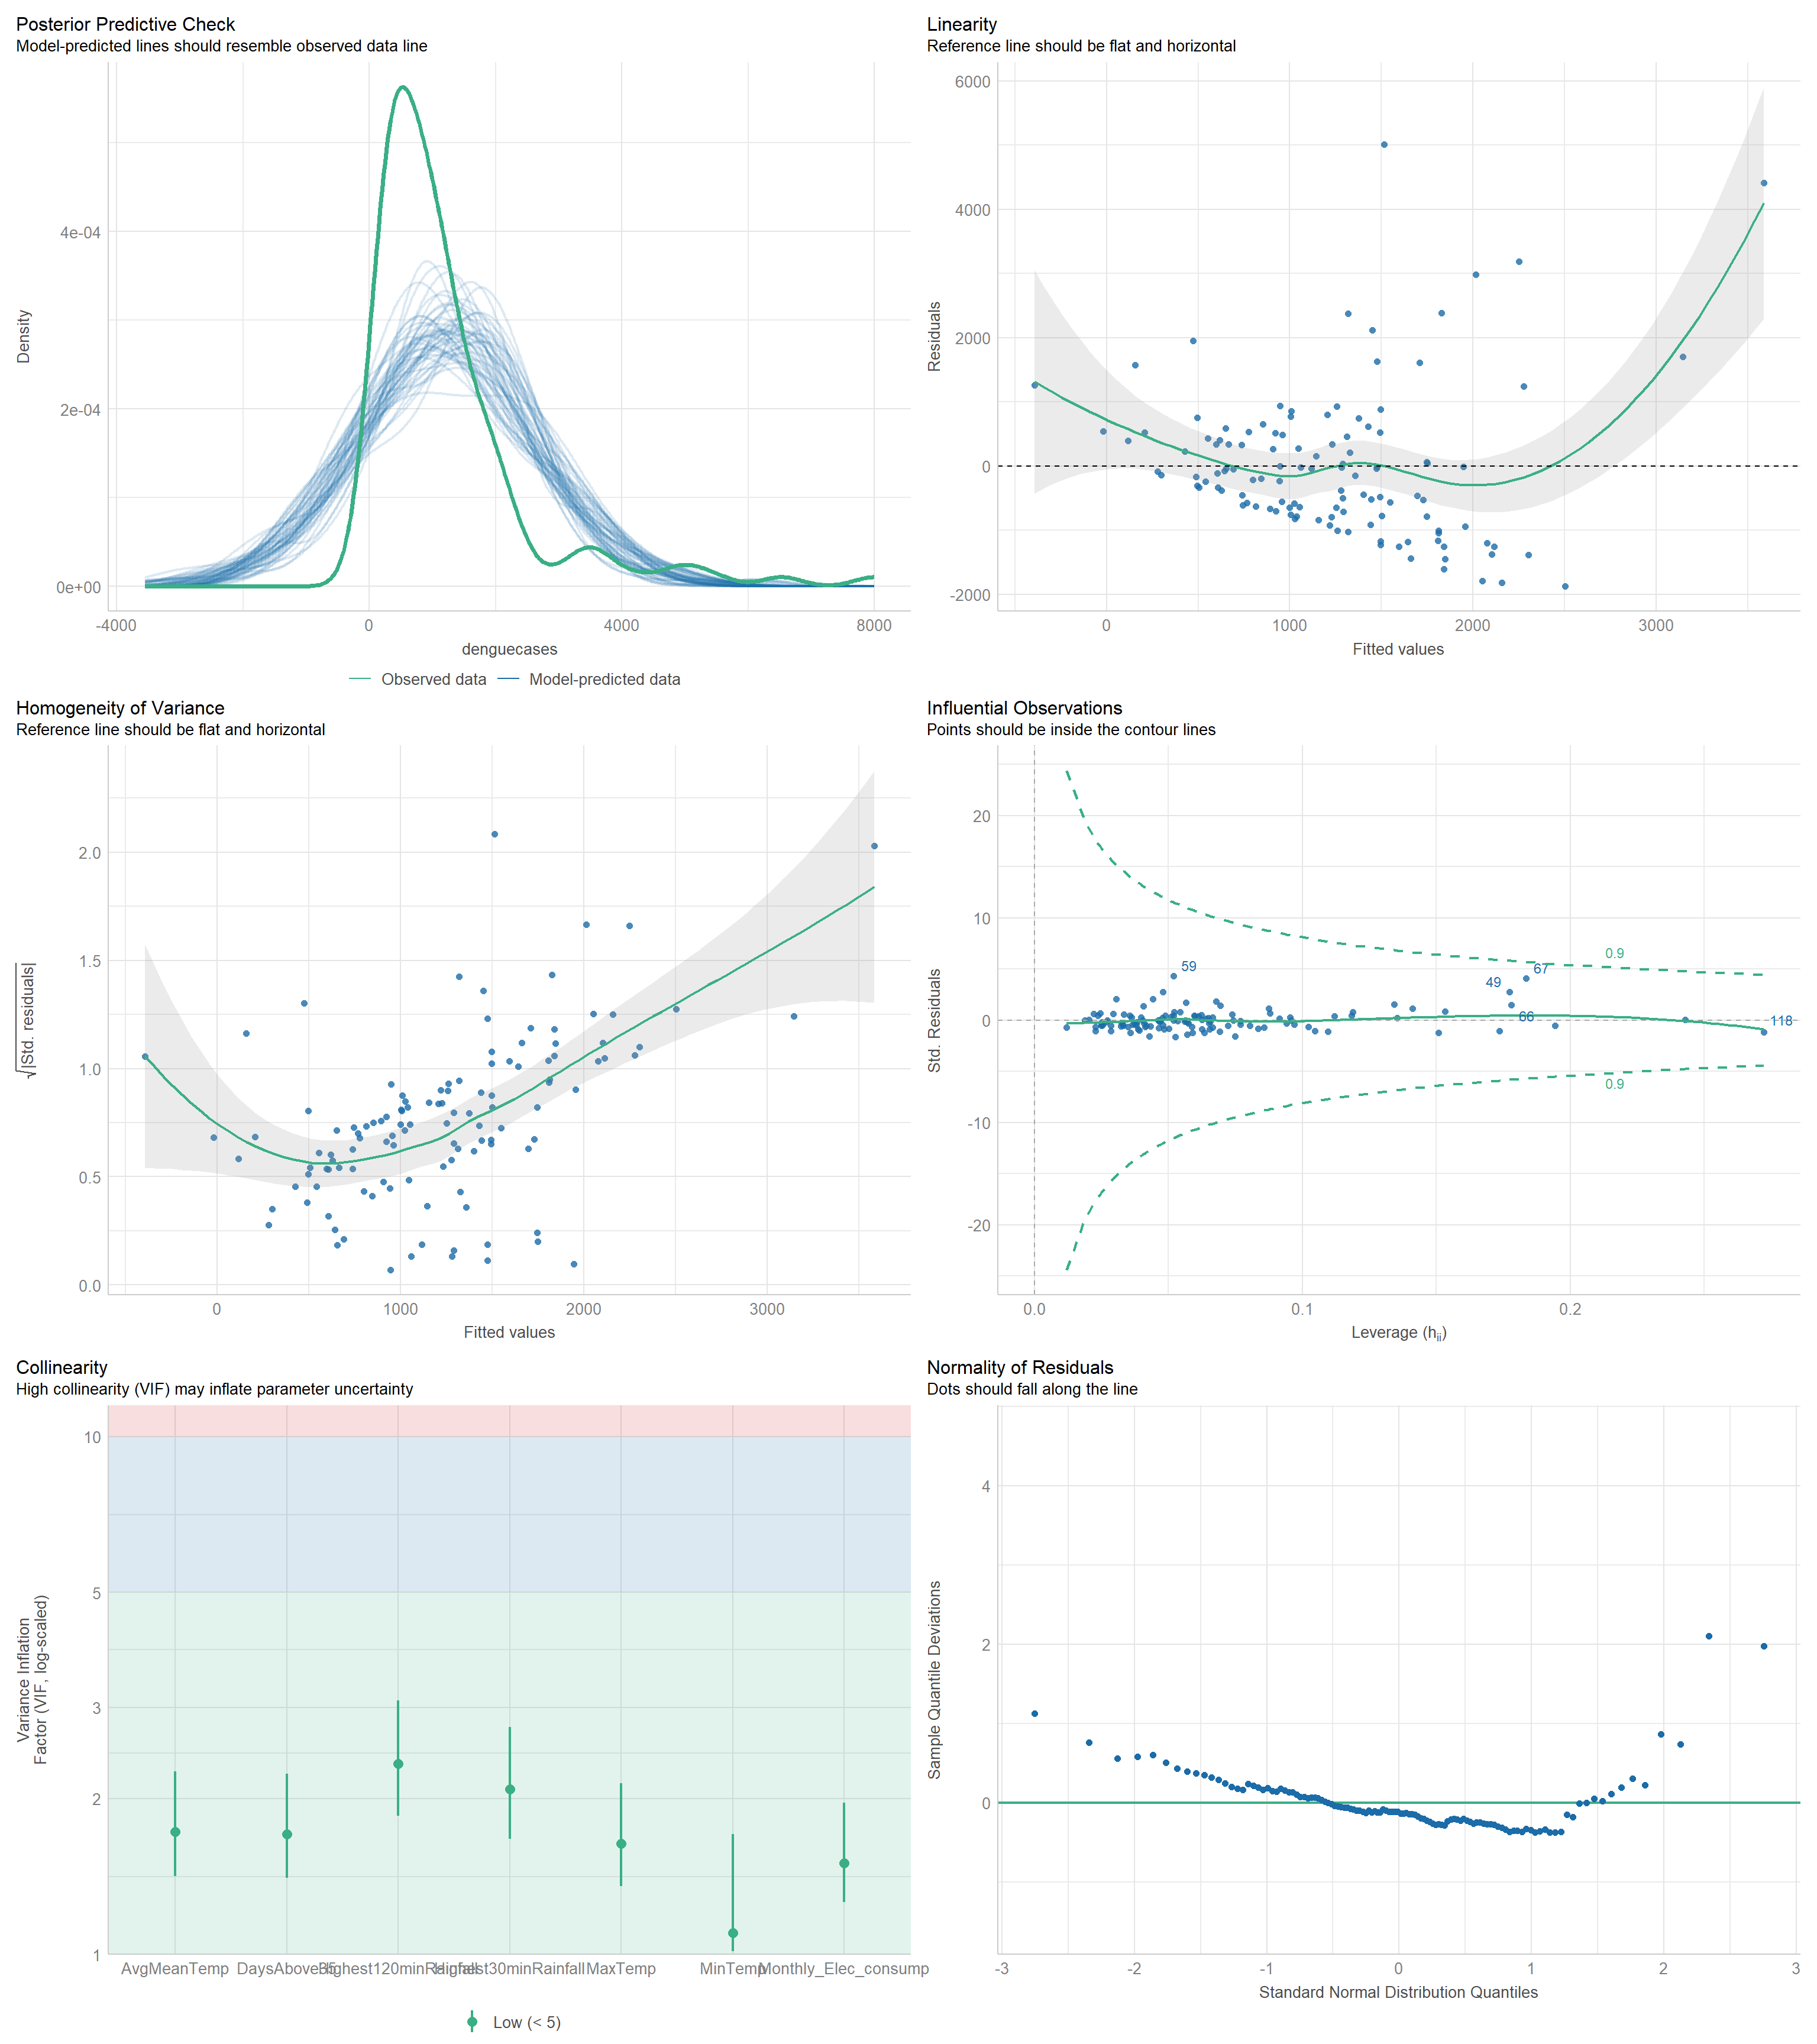 Posterior Predictive Check
Model-predicted lines should resemble observed data line
Density
4e-04
2e-04
0e+00
-4000
0
4000
8000
denguecases
Observed data
Model-predicted data
Linearity
Reference line should be flat and horizontal
Residuals
6000
4000
2000
0
-2000
0
1000
2000
3000
Fitted values
Homogeneity of Variance
Reference line should be flat and horizontal
√|Std. residuals|
2.0
1.5
1.0
0.5
0.0
0
1000
2000
3000
Fitted values
Influential Observations
Points should be inside the contour lines
Std. Residuals
20
10
0
-10
-20
0.9
59
67
49
66
118
0.9
0.0
0.1
0.2
Leverage (hii)
Collinearity
High collinearity (VIF) may inflate parameter uncertainty
Variance Inflation
Factor (VIF, log-scaled)
10
5
3
2
1
AvgMeanTemp
DaysAbove35
Highest120minRainfall
Highest30minRainfall
MaxTemp
MinTemp
Monthly_Elec_consump
Low (< 5)
Normality of Residuals
Dots should fall along the line
Sample Quantile Deviations
4
2
0
-3
-2
-1
0
1
2
3
Standard Normal Distribution Quantiles